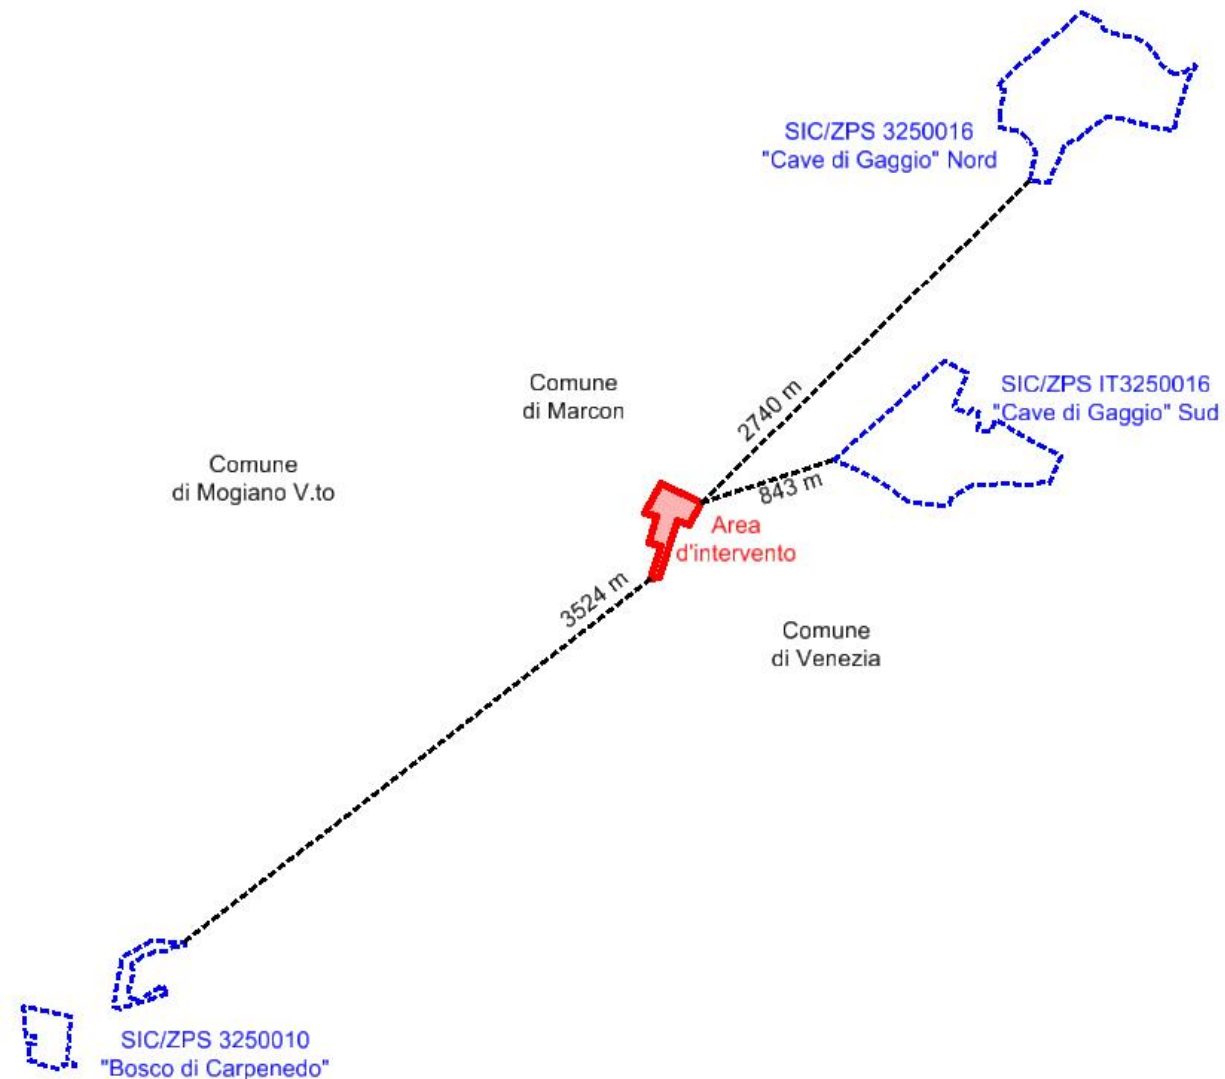 SIC/ZPS 3250016
"Cave di Gaggio" Nord
Comune
di Marcon
2740 m
SIC/ZPS IT3250016
"Cave di Gaggio" Sud
Comune
di Mogiano V.to
843 m
Area
d'intervento
3524 m
Comune
di Venezia
SIC/ZPS 3250010
"Bosco di Carpenedo"